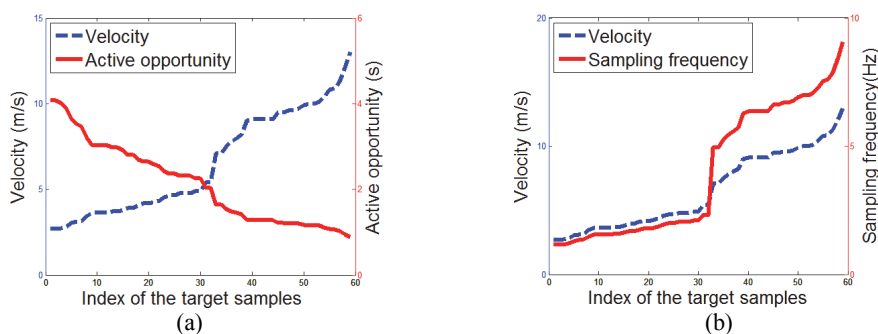 15
10
5
0
Velocity (m/s)
Velocity
Active opportunity
6
4
2
0
Active opportunity (s)
0 10 20 30 40 50 60
Index of the target samples
(a)
20
15
10
5
0
Velocity (m/s)
Velocity
Sampling frequency
10
5
0
Sampling frequency(Hz)
0 10 20 30 40 50 60
Index of the target samples
(b)